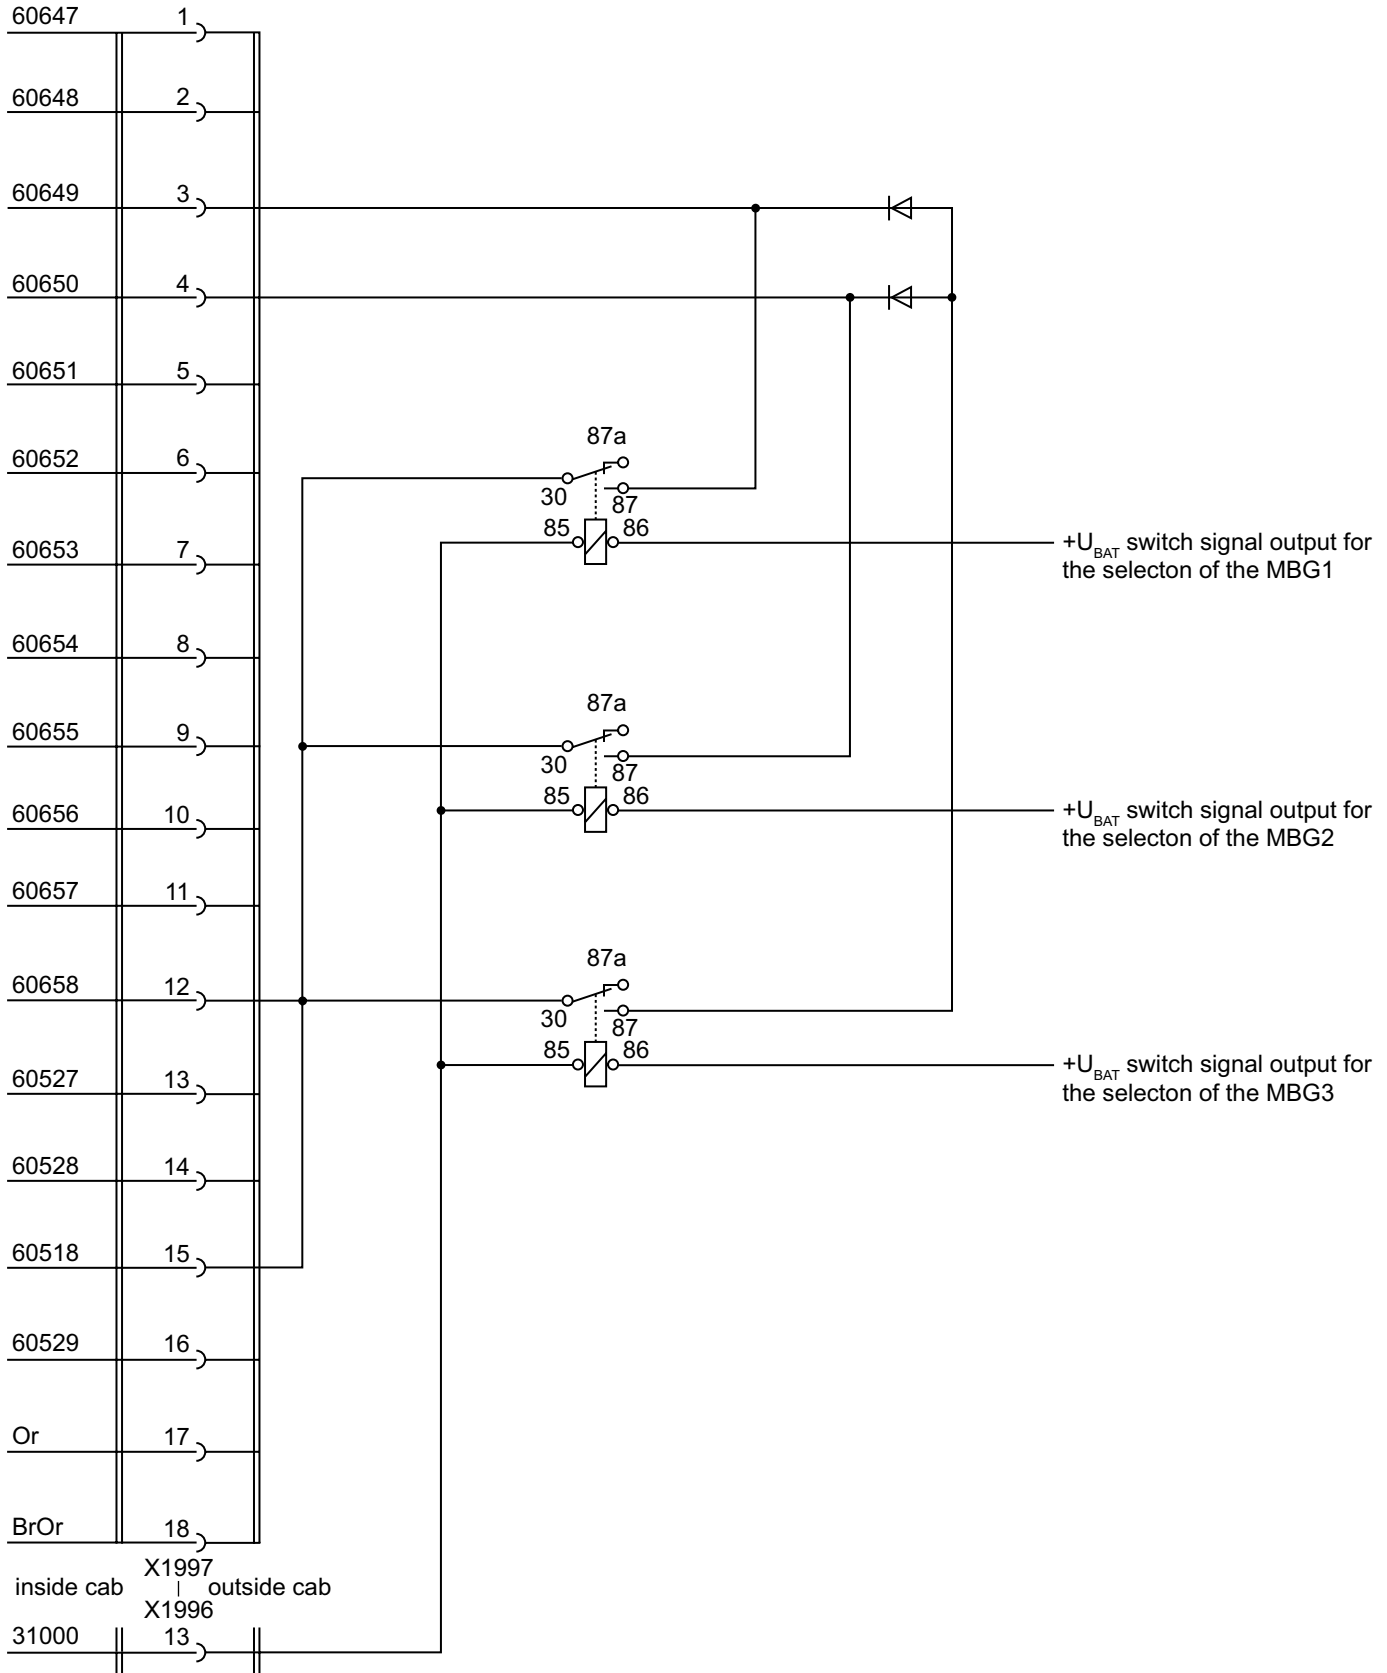 60647 1
60648 2
60649 3
60650 4
60651 5
87a
60652 6
30 87
60653 7 85 86
+UBAT switch signal output for
the selecton of the MBG1
60654 8
87a
60655 9
30 87
60656 10 85 86
+UBAT switch signal output for
the selecton of the MBG2
60657 11
87a
60658 12
30 87
85 86
+UBAT switch signal output for
the selecton of the MBG3
60527 13
60528 14
60518 15
60529 16
Or 17
BrOr 18
X1997
inside cab | outside cab
X1996
31000 13